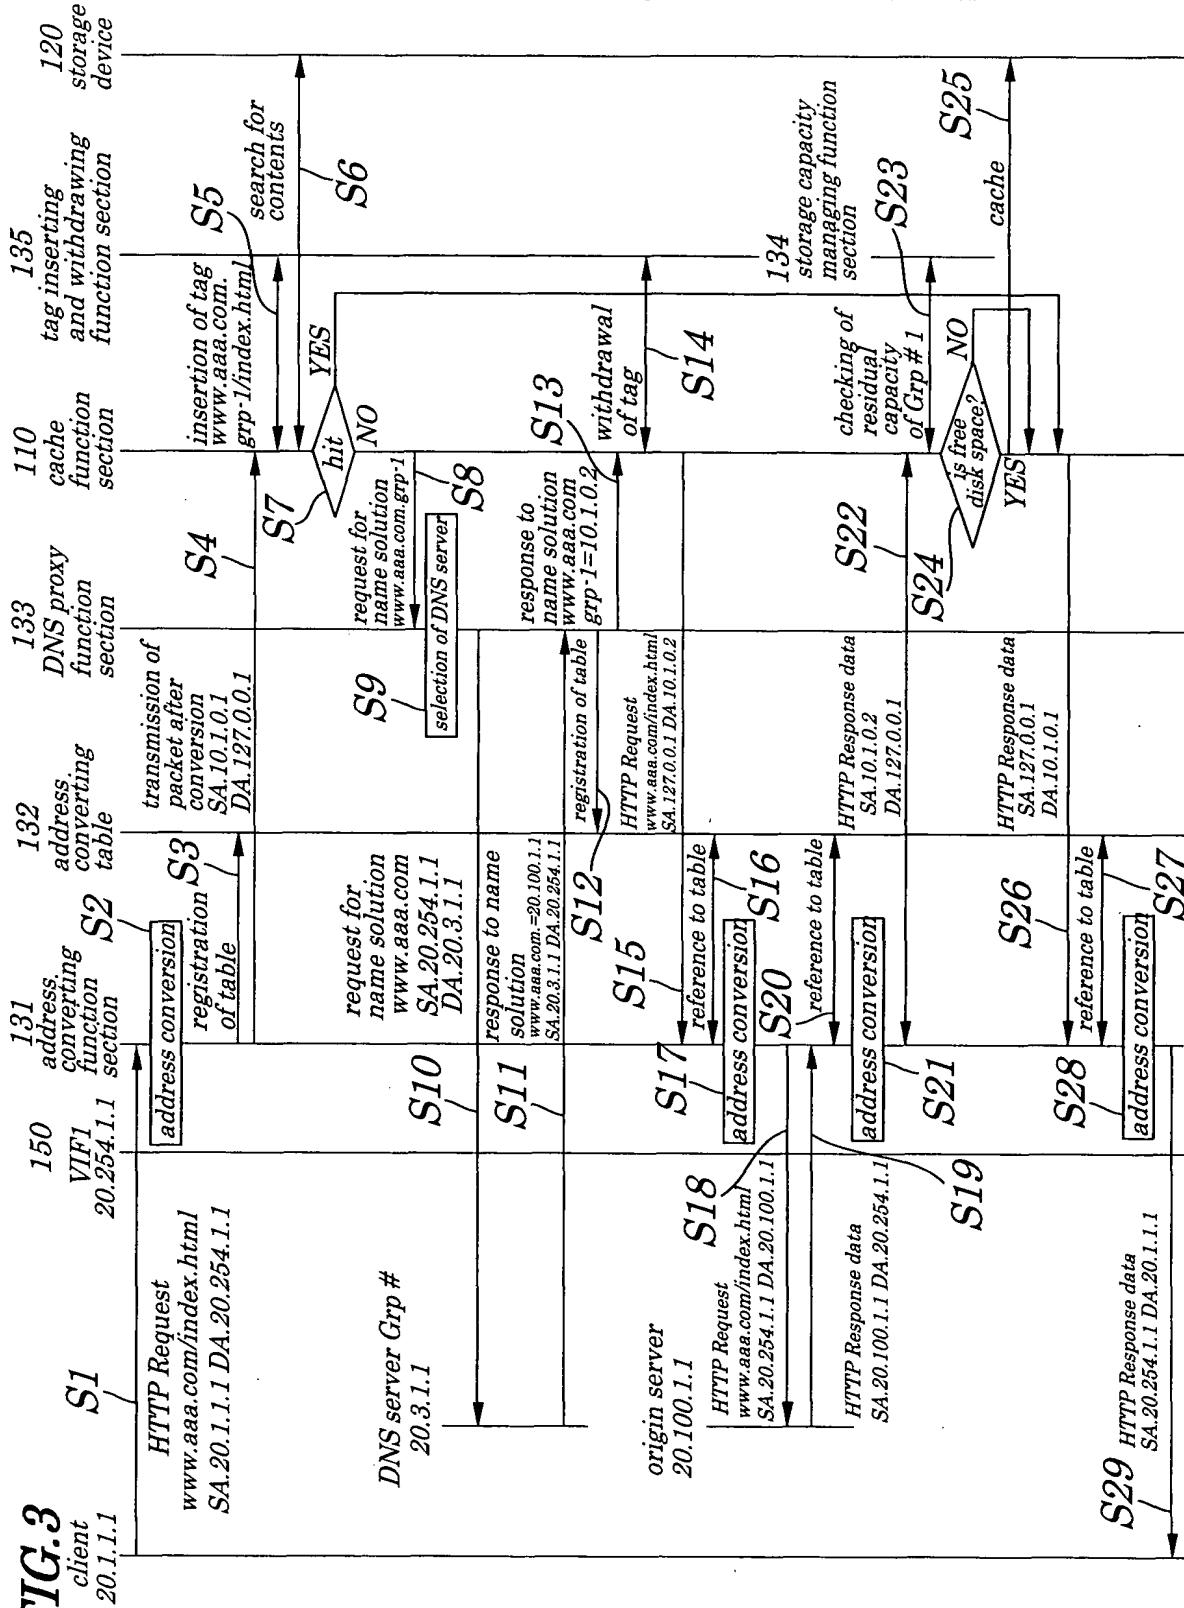 FIG.3
client
20.1.1.1
150
VIF1
20.254.1.1
131
address
converting
function
section
132
address
converting
table
133
DNS proxy
function
section
110
cache
function
section
135
tag inserting
and withdrawing
function section
120
storage
device
S1
HTTP Request
www.aaa.com/index.html
SA.20.1.1.1 DA.20.254.1.1
S2
address conversion
S3
registration
of table
transmission of
packet after
conversion
SA.10.1.0.1
DA.127.0.0.1
S4
insertion of tag
www.aaa.com.
grp-1/index.html
S5
search for
contents
S6
S7
hit
YES
NO
request for
name solution
www.aaa.com.grp-1
S8
S9
selection of DNS server
DNS server Grp #
20.3.1.1
request for
name solution
www.aaa.com
SA.20.254.1.1
DA.20.3.1.1
S10
response to name
solution
www.aaa.com.=20.100.1.1
SA.20.3.1.1 DA.20.254.1.1
S11
registration of table
S12
response to
name solution
www.aaa.com
grp-1=10.1.0.2
S13
withdrawal
of tag
S14
HTTP Request
www.aaa.com/index.html
SA.127.0.0.1 DA.10.1.0.2
S15
reference to table
S16
S17
address conversion
origin server
20.100.1.1
HTTP Request
www.aaa.com/index.html
SA.20.254.1.1 DA.20.100.1.1
S18
HTTP Response data
SA.20.100.1.1 DA.20.254.1.1
S19
S20
reference to table
address conversion
S21
HTTP Response data
SA.10.1.0.2
DA.127.0.0.1
S22
134
storage capacity
managing function
section
checking of
residual
capacity
of Grp # 1
S23
S24
is free
disk space?
NO
YES
cache
S25
HTTP Response data
SA.127.0.0.1
DA.10.1.0.1
S26
reference to table
S27
S28
address conversion
S29
HTTP Response data
SA.20.254.1.1 DA.20.1.1.1